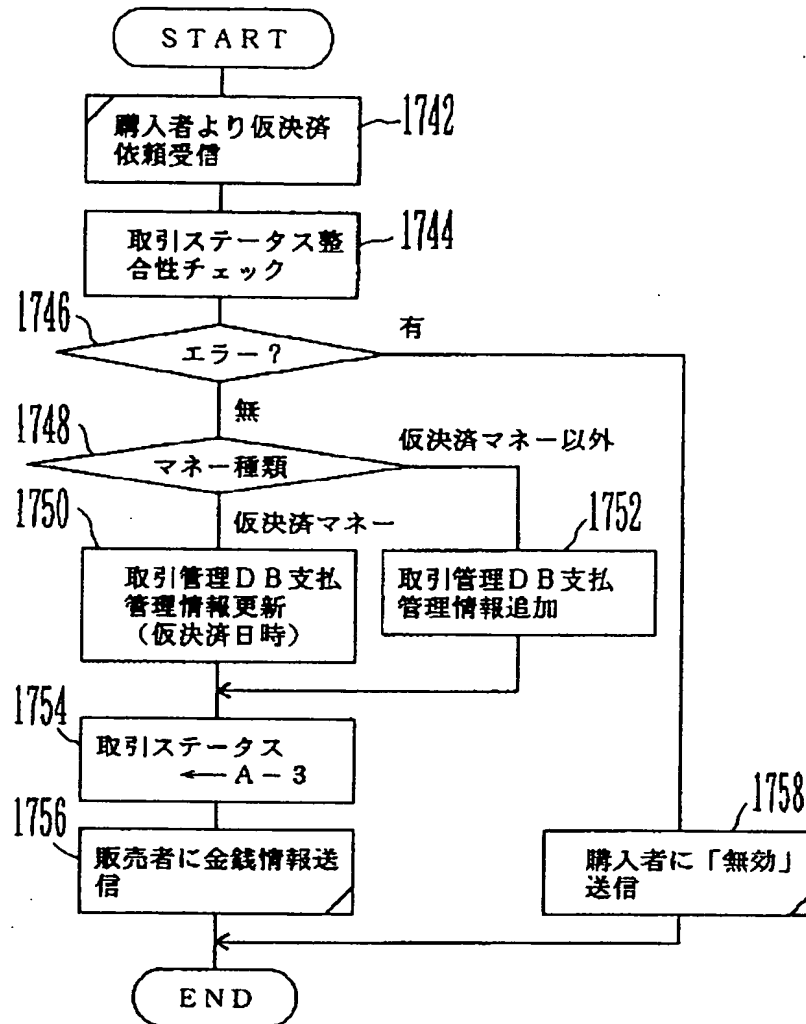 START
購入者より仮決済
依頼受信
1742
取引ステータス整
合性チェック
1744
1746
エラー？
有
無
1748
マネー種類
仮決済マネー以外
1750
仮決済マネー
1752
取引管理DB支払
管理情報更新
（仮決済日時）
取引管理DB支払
管理情報追加
1754
取引ステータス
←A－3
1756
販売者に金銭情報送
信
1758
購入者に「無効」
送信
END